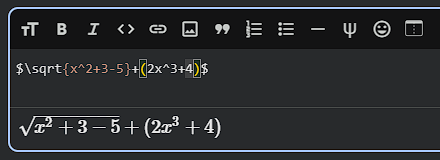 $\sqrt{x^2+3-5}+(2x^3+4)$
√x² + 3 − 5 + (2x³ + 4)